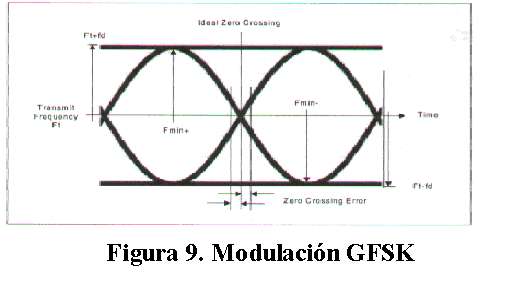 Ideal Zero Crossing
Ft+fd
Transmit
Frequency
Ft
Fmin+
Fmin-
Time
Ft-fd
Zero Crossing Error
Figura 9. Modulación GFSK